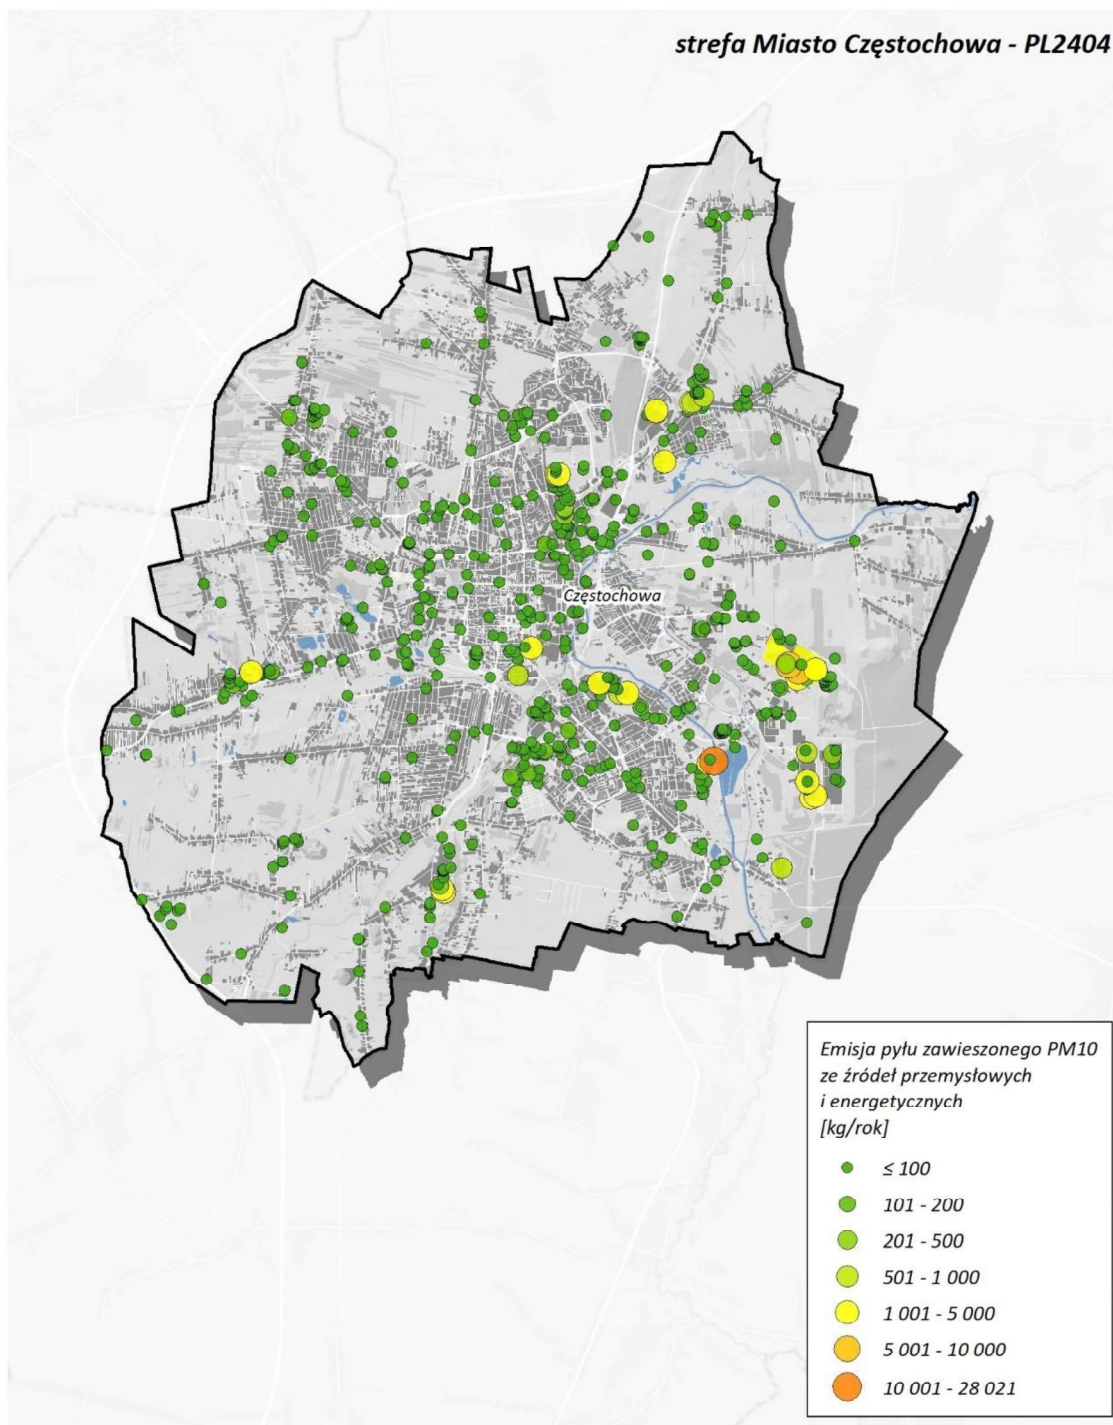 strefa Miasto Częstochowa - PL2404
Częstochowa
Emisja pyłu zawieszonego PM10
ze źródeł przemysłowych
i energetycznych
[kg/rok]
≤ 100
101 - 200
201 - 500
501 - 1 000
1 001 - 5 000
5 001 - 10 000
10 001 - 28 021